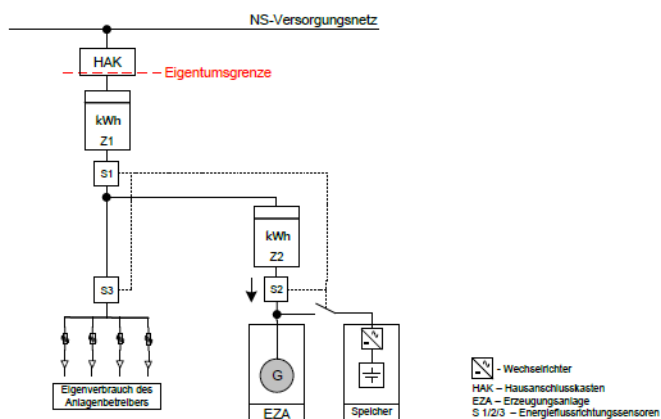 NS-Versorgungsnetz
HAK
Eigentumsgrenze
kWh
Z1
S1
kWh
Z2
S3
S2
G
Eigenverbrauch des
Anlagenbetreibers
EZA
Speicher
- Wechselrichter
HAK – Hausanschlusskasten
EZA – Erzeugungsanlage
S 1/2/3 – Energieflussrichtungssensoren